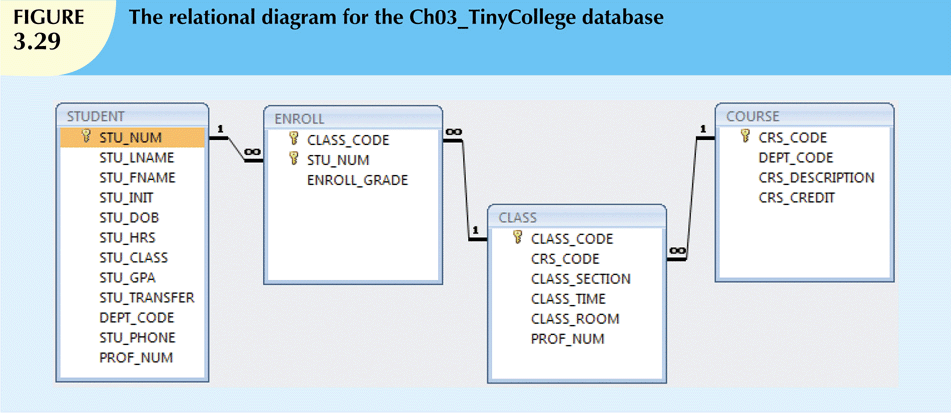 FIGURE
3.29
The relational diagram for the Ch03_TinyCollege database
STUDENT
STU_NUM
STU_LNAME
STU_FNAME
STU_INIT
STU_DOB
STU_HRS
STU_CLASS
STU_GPA
STU_TRANSFER
DEPT_CODE
STU_PHONE
PROF_NUM
1
∞
ENROLL
CLASS_CODE
STU_NUM
ENROLL_GRADE
∞
1
CLASS
CLASS_CODE
CRS_CODE
CLASS_SECTION
CLASS_TIME
CLASS_ROOM
PROF_NUM
∞
1
COURSE
CRS_CODE
DEPT_CODE
CRS_DESCRIPTION
CRS_CREDIT